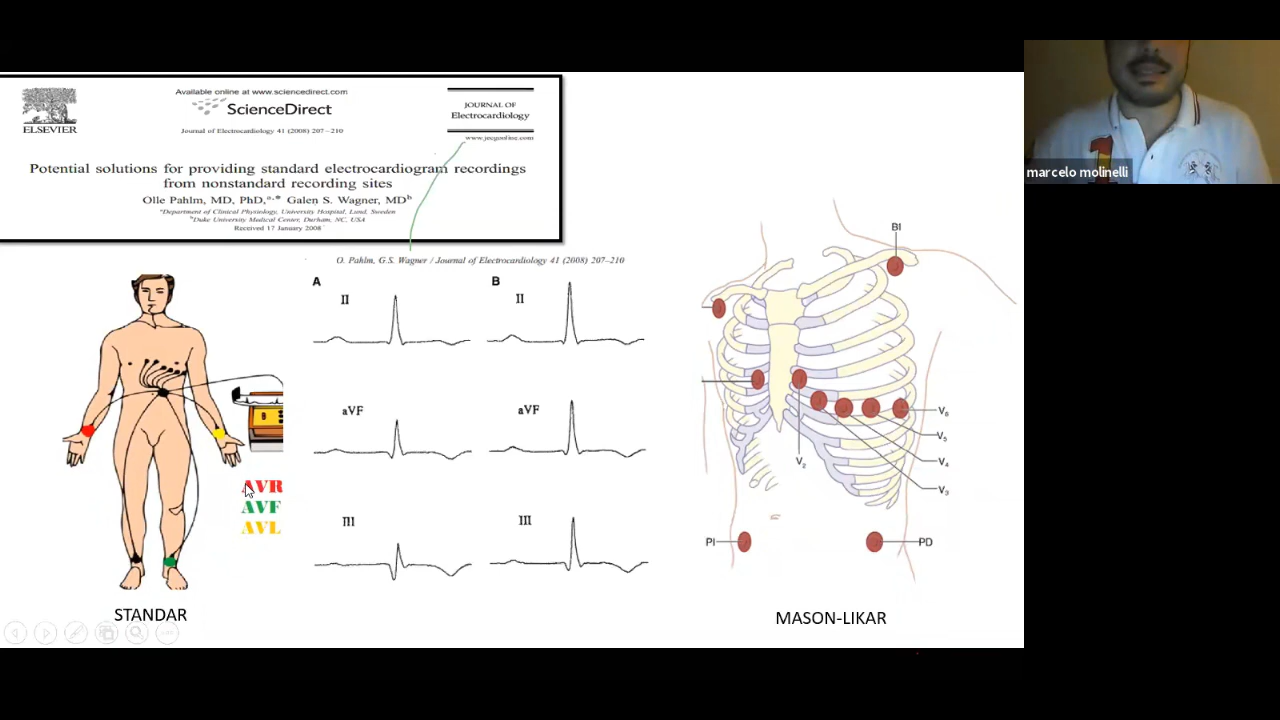 Available online at www.sciencedirect.com
ScienceDirect
ELSEVIER
Journal of Electrocardiology 41 (2008) 207–210
JOURNAL OF
Electrocardiology
www.jecgonline.com
Potential solutions for providing standard electrocardiogram recordings
from nonstandard recording sites
Olle Pahlm, MD, PhD,a,* Galen S. Wagner, MDb
aDepartment of Clinical Physiology, University Hospital, Lund, Sweden
bDuke University Medical Center, Durham, NC, USA
Received 17 January 2008
marcelo molinelli
O. Pahlm, G.S. Wagner / Journal of Electrocardiology 41 (2008) 207–210
A
B
II
II
aVF
aVF
III
III
AVR
AVF
AVL
STANDAR
BI
V6
V5
V4
V3
V2
PI
PD
MASON-LIKAR